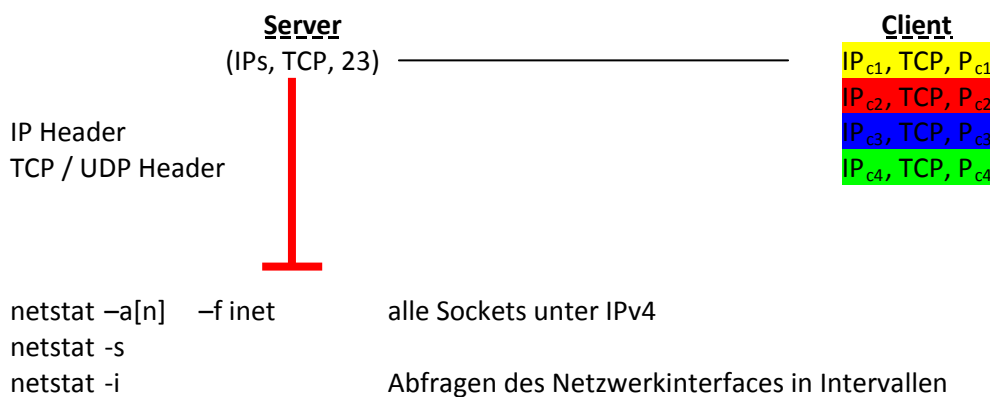 Server Client
(IPs, TCP, 23) IPc1, TCP, Pc1
IPc2, TCP, Pc2
IP Header IPc3, TCP, Pc3
TCP / UDP Header IPc4, TCP, Pc4
netstat –a[n] –f inet alle Sockets unter IPv4
netstat -s
netstat -i Abfragen des Netzwerkinterfaces in Intervallen